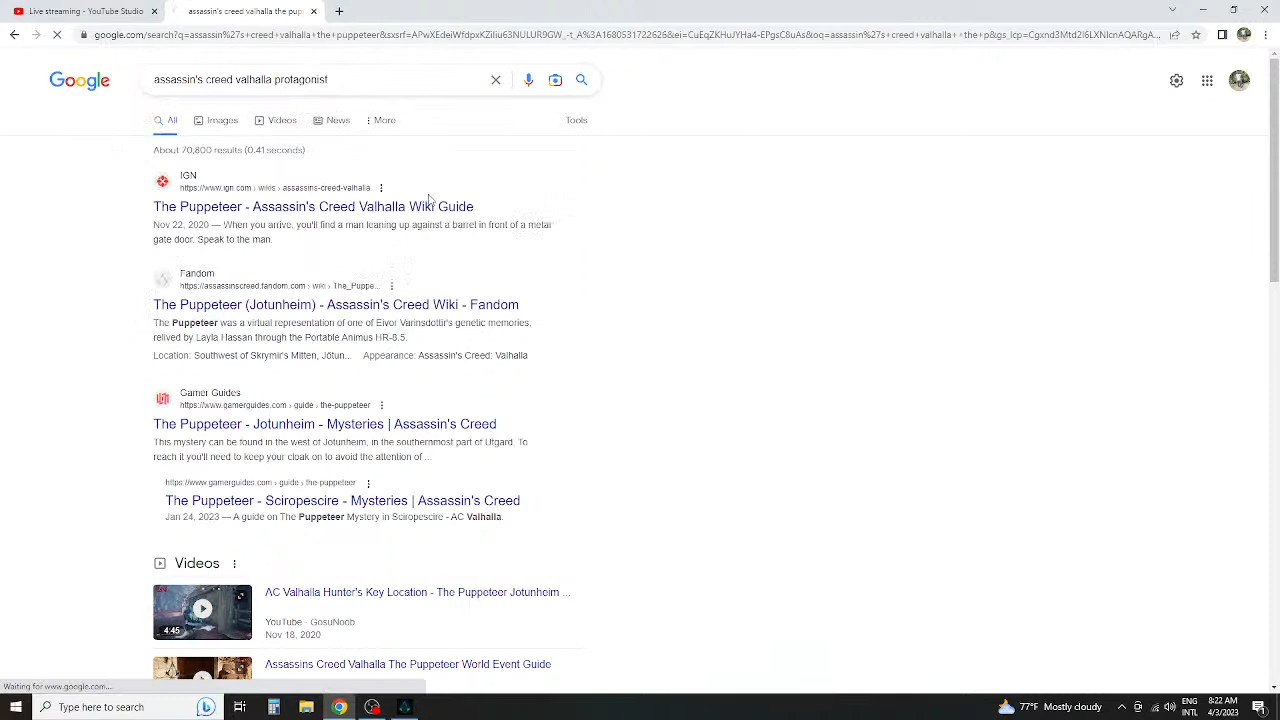 Live streaming - YouTube Studio
assassin's creed valhalla the pup
google.com/search?q=assassin%27s+creed+valhalla+the+puppeteer&sxsrf=
assassin's creed valhalla protagonist
Google
All Images Videos News More Tools
About 70,800 results (0.41 seconds)
IGN
https://www.ign.com › wikis › assassins-creed-valhalla
The Puppeteer - Assassin's Creed Valhalla Wiki Guide
Nov 22, 2020 — When you arrive, you'll find a man leaning up against a barrel in front of a metal
gate door. Speak to the man.
Fandom
https://assassinscreed.fandom.com › wiki › The_Puppe...
The Puppeteer (Jotunheim) - Assassin's Creed Wiki - Fandom
The Puppeteer was a virtual representation of one of Eivor Varinsdottir's genetic memories,
relived by Layla Hassan through the Portable Animus HR-8.5.
Location: Southwest of Skrymir's Mitten, Jötun... Appearance: Assassin's Creed: Valhalla
Gamer Guides
https://www.gamerguides.com › guide › the-puppeteer
The Puppeteer - Jotunheim - Mysteries | Assassin's Creed
This mystery can be found in the west of Jotunheim, in the southernmost part of Utgard. To
reach it you'll need to keep your cloak on to avoid the attention of ...
https://www.gamerguides.com › guide › the-puppeteer
The Puppeteer - Sciropescire - Mysteries | Assassin's Creed
Jan 24, 2023 — A guide on The Puppeteer Mystery in Sciropescire - AC Valhalla.
Videos
AC Valhalla Hunter's Key Location - The Puppeteer Jotunheim ...
YouTube · GosuNoob
4:45
Nov 18, 2020
Assassins Creed Valhalla The Puppeteer World Event Guide
Waiting for www.google.com...
Type here to search
77°F Mostly cloudy
ENG
INTL
8:22 AM
4/3/2023